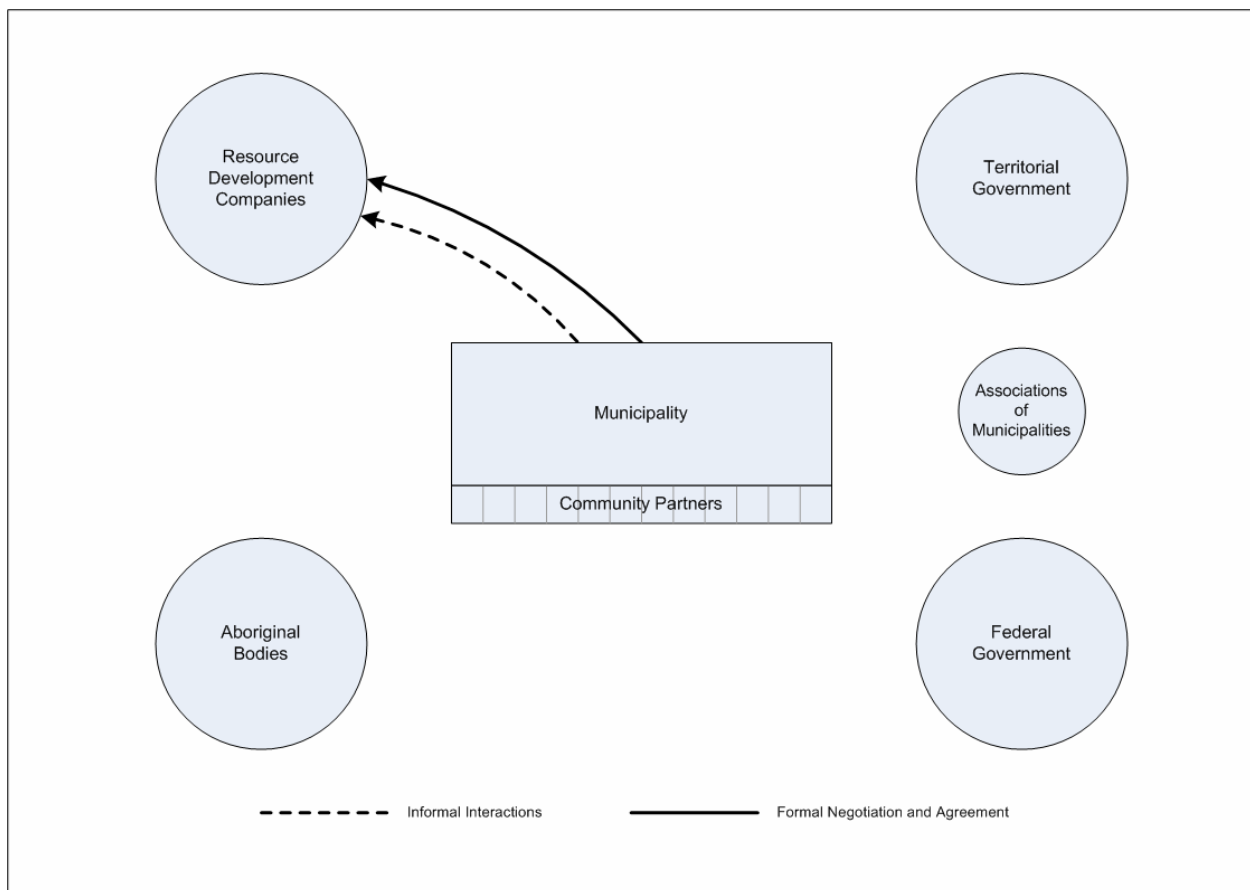 Resource
Development
Companies
Territorial
Government
Municipality
Associations
of
Municipalities
Community Partners
Aboriginal
Bodies
Federal
Government
Informal Interactions
Formal Negotiation and Agreement